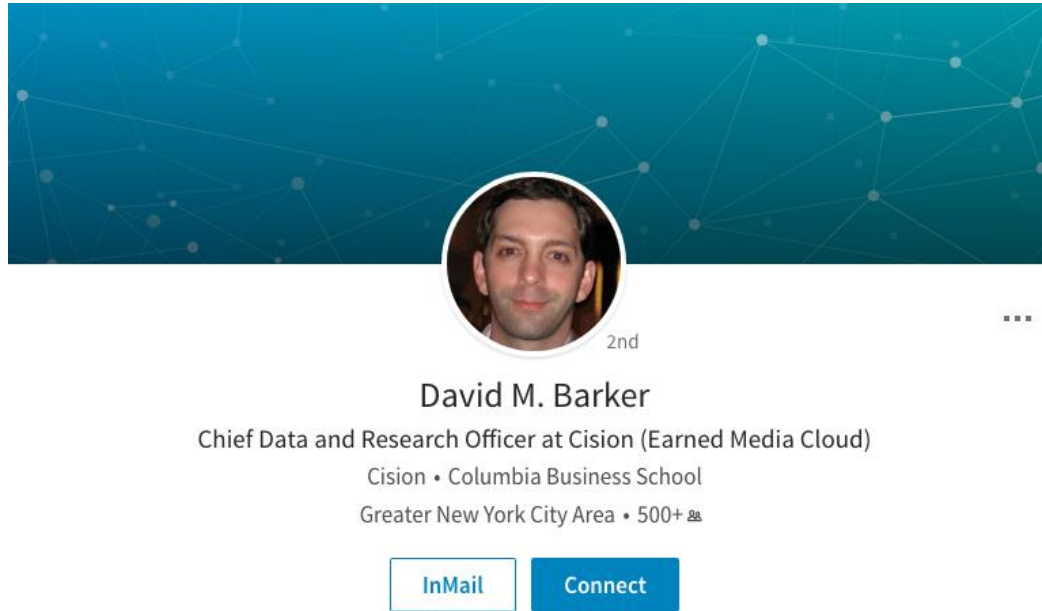 2nd
David M. Barker
Chief Data and Research Officer at Cision (Earned Media Cloud)
Cision • Columbia Business School
Greater New York City Area • 500+
InMail Connect